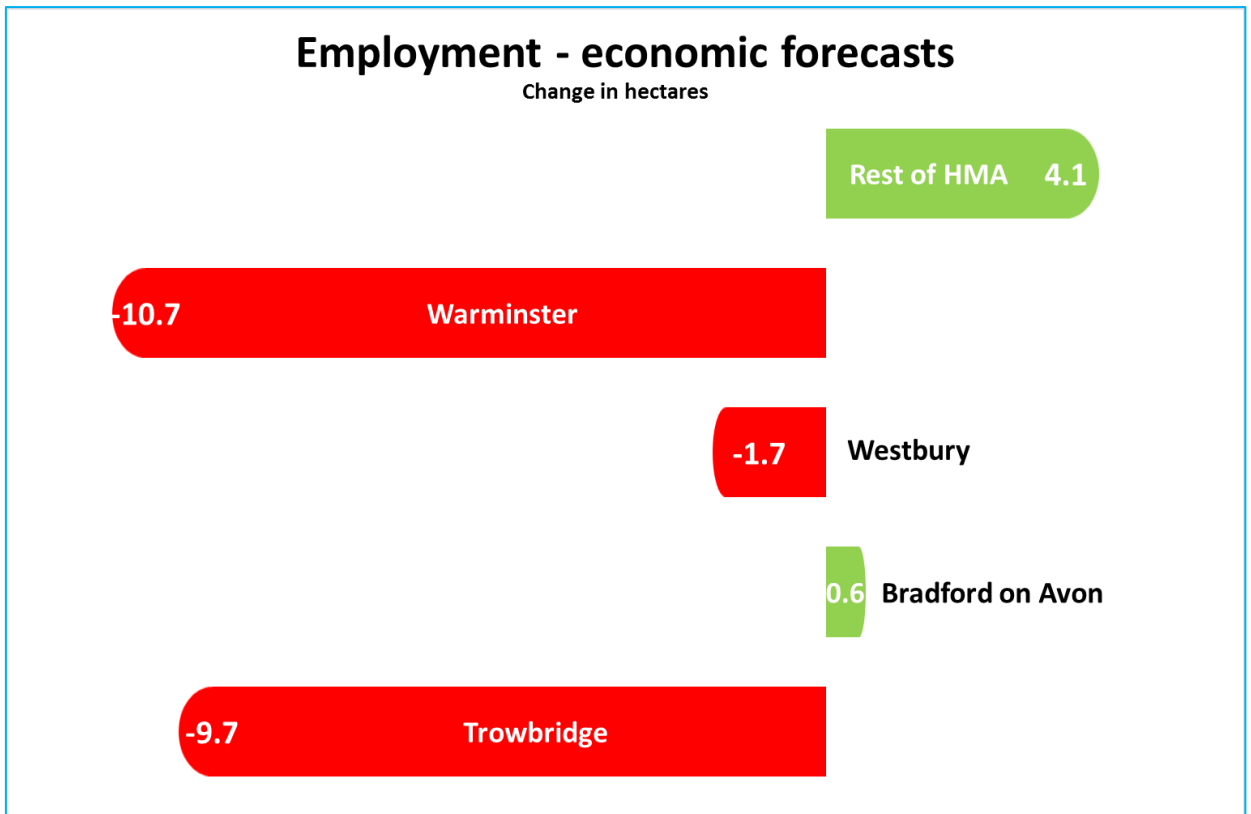 Employment - economic forecasts
Change in hectares
Rest of HMA 4.1
-10.7 Warminster
-1.7 Westbury
0.6 Bradford on Avon
-9.7 Trowbridge